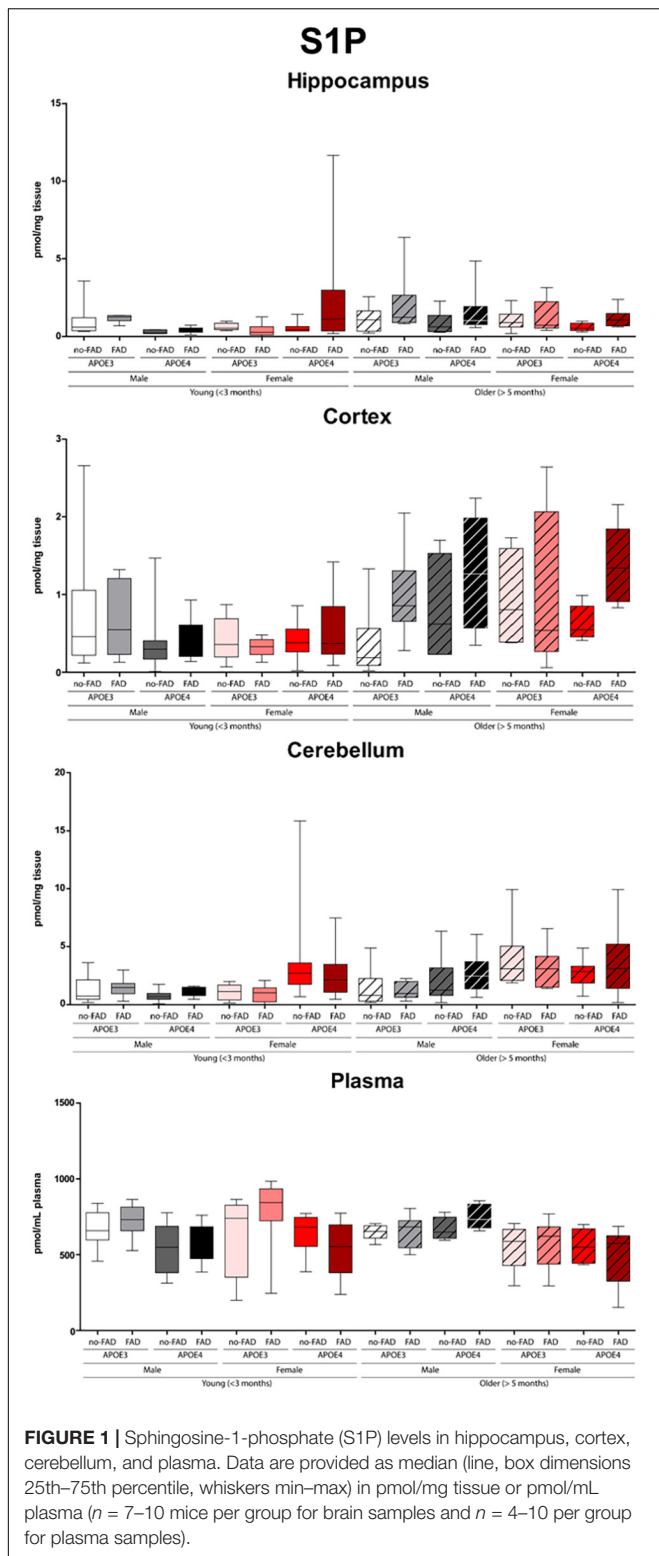 S1P
Hippocampus
15
10
5
0
pmol/mg tissue
no-FAD FAD no-FAD FAD no-FAD FAD no-FAD FAD no-FAD FAD no-FAD FAD no-FAD FAD no-FAD FAD
APOE3 APOE4 APOE3 APOE4 APOE3 APOE4 APOE3 APOE4
Male Female Male Female
Young (<3 months) Older (> 5 months)
Cortex
3
2
1
0
pmol/mg tissue
no-FAD FAD no-FAD FAD no-FAD FAD no-FAD FAD no-FAD FAD no-FAD FAD no-FAD FAD no-FAD FAD
APOE3 APOE4 APOE3 APOE4 APOE3 APOE4 APOE3 APOE4
Male Female Male Female
Young (<3 months) Older (> 5 months)
Cerebellum
20
15
10
5
0
pmol/mg tissue
no-FAD FAD no-FAD FAD no-FAD FAD no-FAD FAD no-FAD FAD no-FAD FAD no-FAD FAD no-FAD FAD
APOE3 APOE4 APOE3 APOE4 APOE3 APOE4 APOE3 APOE4
Male Female Male Female
Young (<3 months) Older (> 5 months)
Plasma
1500
1000
500
0
pmol/mL plasma
no-FAD FAD no-FAD FAD no-FAD FAD no-FAD FAD no-FAD FAD no-FAD FAD no-FAD FAD no-FAD FAD
APOE3 APOE4 APOE3 APOE4 APOE3 APOE4 APOE3 APOE4
Male Female Male Female
Young (<3 months) Older (> 5 months)
FIGURE 1 | Sphingosine-1-phosphate (S1P) levels in hippocampus, cortex,
cerebellum, and plasma. Data are provided as median (line, box dimensions
25th–75th percentile, whiskers min–max) in pmol/mg tissue or pmol/mL
plasma (n = 7–10 mice per group for brain samples and n = 4–10 per group
for plasma samples).